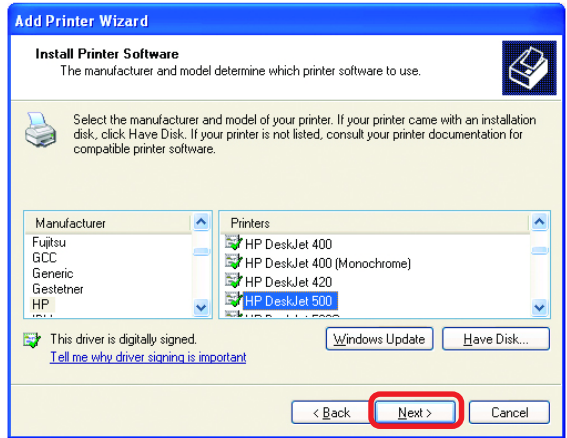 Add Printer Wizard
Install Printer Software
The manufacturer and model determine which printer software to use.
Select the manufacturer and model of your printer. If your printer came with an installation
disk, click Have Disk. If your printer is not listed, consult your printer documentation for
compatible printer software.
Manufacturer
Fujitsu
GCC
Generic
Gestetner
HP
Printers
HP DeskJet 400
HP DeskJet 400 (Monochrome)
HP DeskJet 420
HP DeskJet 500
This driver is digitally signed.
Tell me why driver signing is important
Windows Update
Have Disk...
< Back
Next >
Cancel